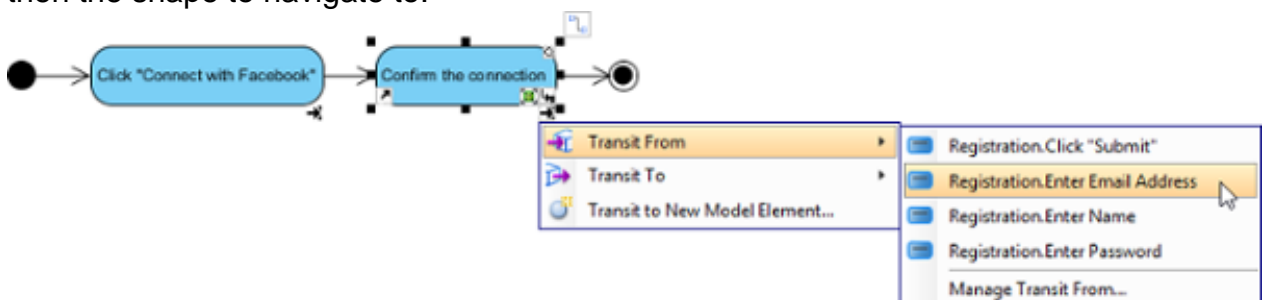 then the shape to navigate to.
Click "Connect with Facebook"
Confirm the connection
Transit From
Transit To
Transit to New Model Element...
Registration.Click "Submit"
Registration.Enter Email Address
Registration.Enter Name
Registration.Enter Password
Manage Transit From...